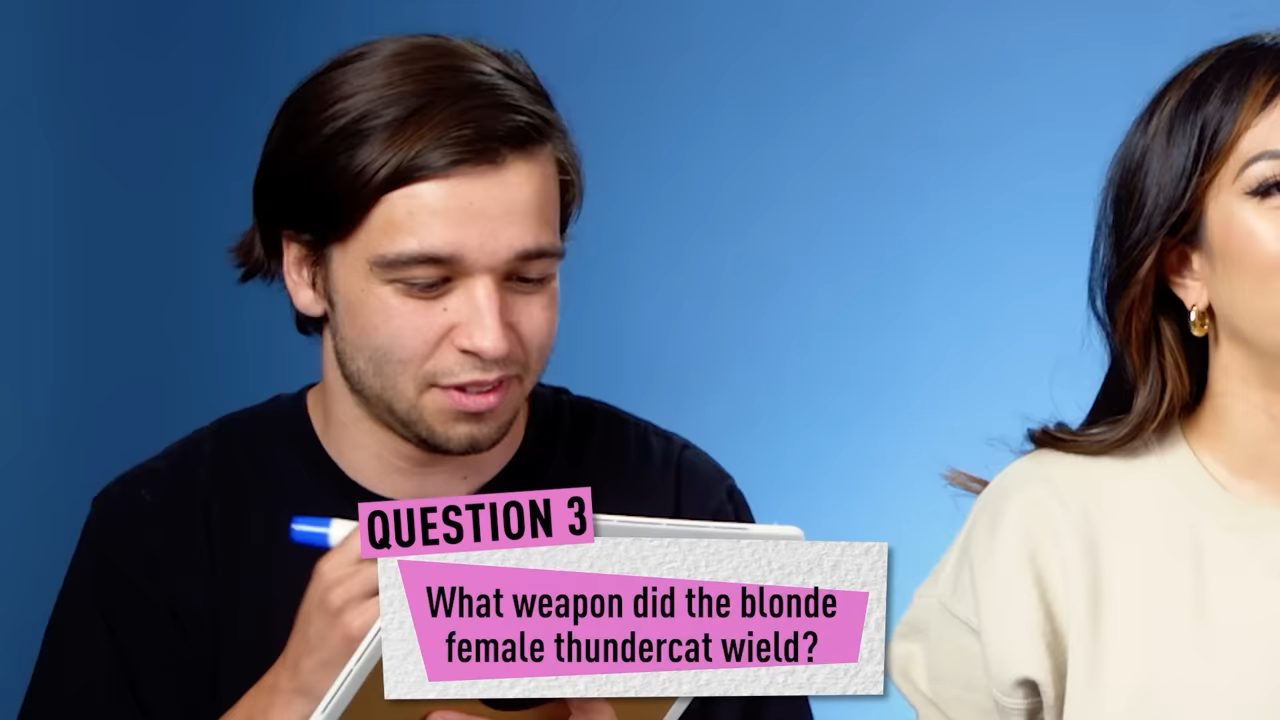 QUESTION 3
What weapon did the blonde
female thundercat wield?